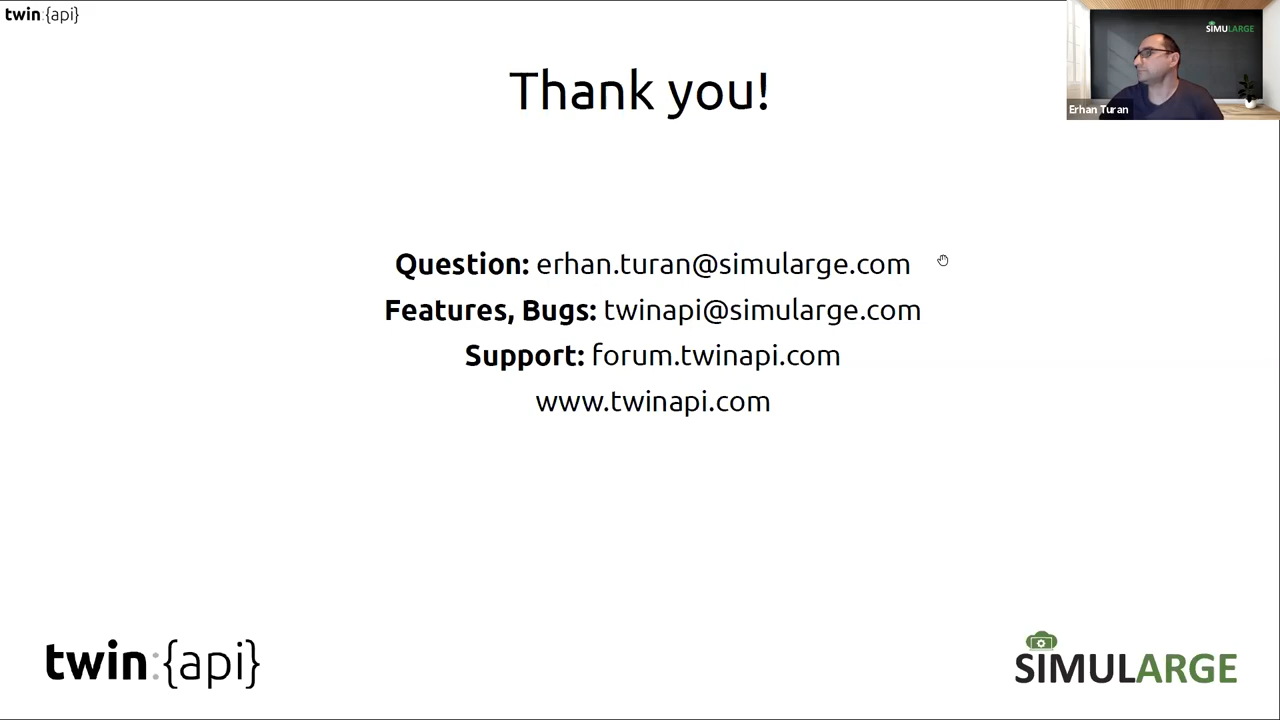 twin:{api}
SIMULARGE
Erhan Turan
Thank you!
Question: erhan.turan@simularge.com
Features, Bugs: twinapi@simularge.com
Support: forum.twinapi.com
www.twinapi.com
twin:{api}
SIMULARGE